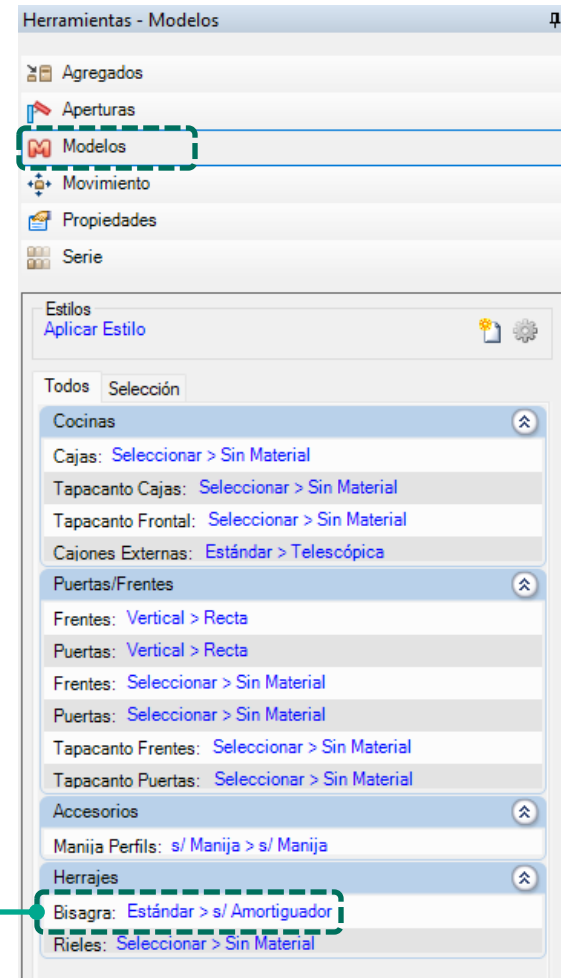 Herramientas - Modelos
Agregados
Aperturas
Modelos
Movimiento
Propiedades
Serie
Estilos
Aplicar Estilo
Todos Selección
Cocinas
Cajas: Seleccionar > Sin Material
Tapacanto Cajas: Seleccionar > Sin Material
Tapacanto Frontal: Seleccionar > Sin Material
Cajones Externas: Estándar > Telescópica
Puertas/Frentes
Frentes: Vertical > Recta
Puertas: Vertical > Recta
Frentes: Seleccionar > Sin Material
Puertas: Seleccionar > Sin Material
Tapacanto Frentes: Seleccionar > Sin Material
Tapacanto Puertas: Seleccionar > Sin Material
Accesorios
Manija Perfils: s/ Manija > s/ Manija
Herrajes
Bisagra: Estándar > s/ Amortiguador
Rieles: Seleccionar > Sin Material